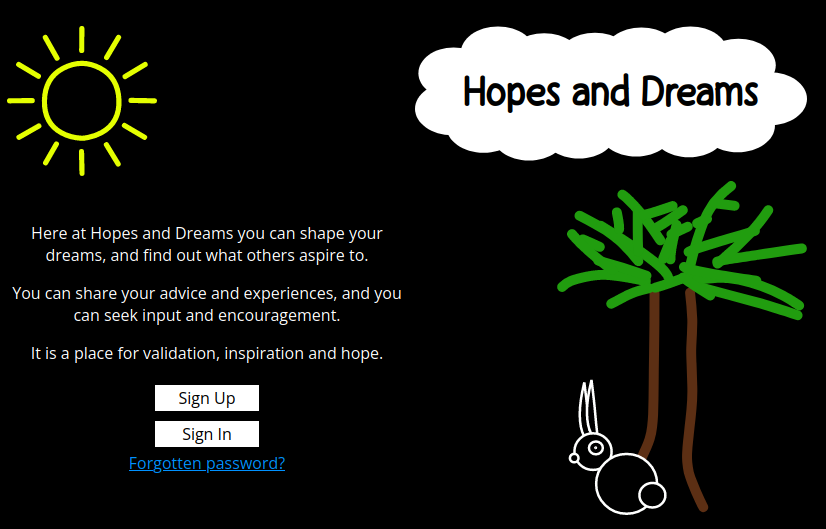 Hopes and Dreams
Here at Hopes and Dreams you can shape your
dreams, and find out what others aspire to.
You can share your advice and experiences, and you
can seek input and encouragement.
It is a place for validation, inspiration and hope.
Sign Up
Sign In
Forgotten password?